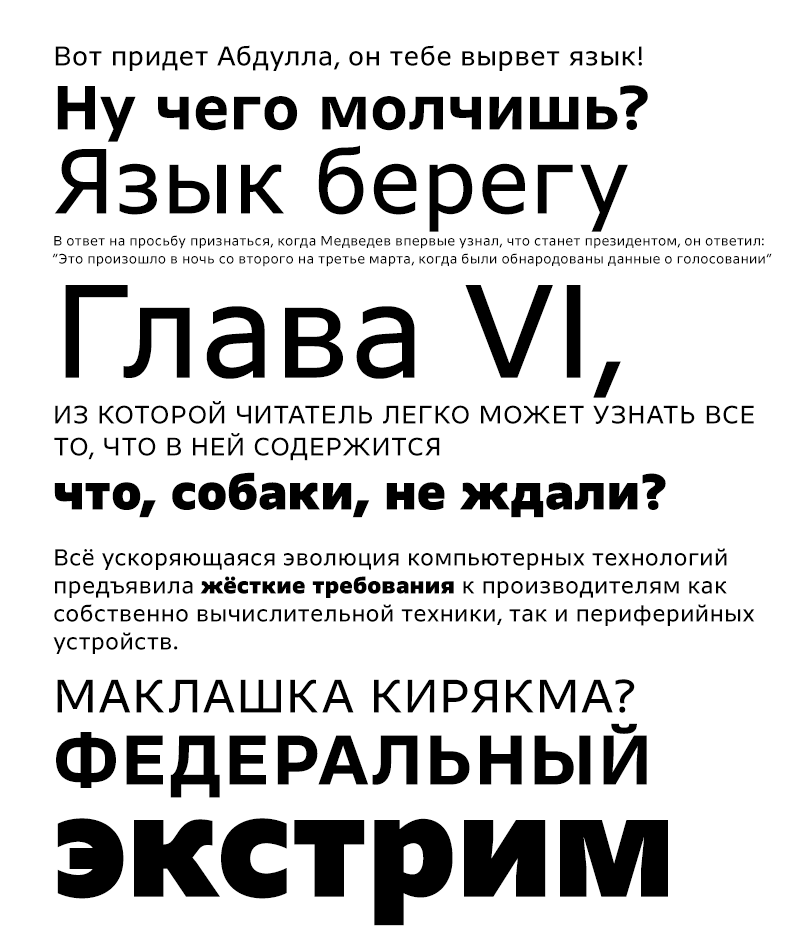 Вот придет Абдулла, он тебе вырвет язык!
Ну чего молчишь?
Язык берегу
В ответ на просьбу признаться, когда Медведев впервые узнал, что станет президентом, он ответил:
“Это произошло в ночь со второго на третье марта, когда были обнародованы данные о голосовании”
Глава VI,
ИЗ КОТОРОЙ ЧИТАТЕЛЬ ЛЕГКО МОЖЕТ УЗНАТЬ ВСЕ
ТО, ЧТО В НЕЙ СОДЕРЖИТСЯ
что, собаки, не ждали?
Всё ускоряющаяся эволюция компьютерных технологий
предъявила жёсткие требования к производителям как
собственно вычислительной техники, так и периферийных
устройств.
МАКЛАШКА КИРЯКМА?
ФЕДЕРАЛЬНЫЙ
экстрим